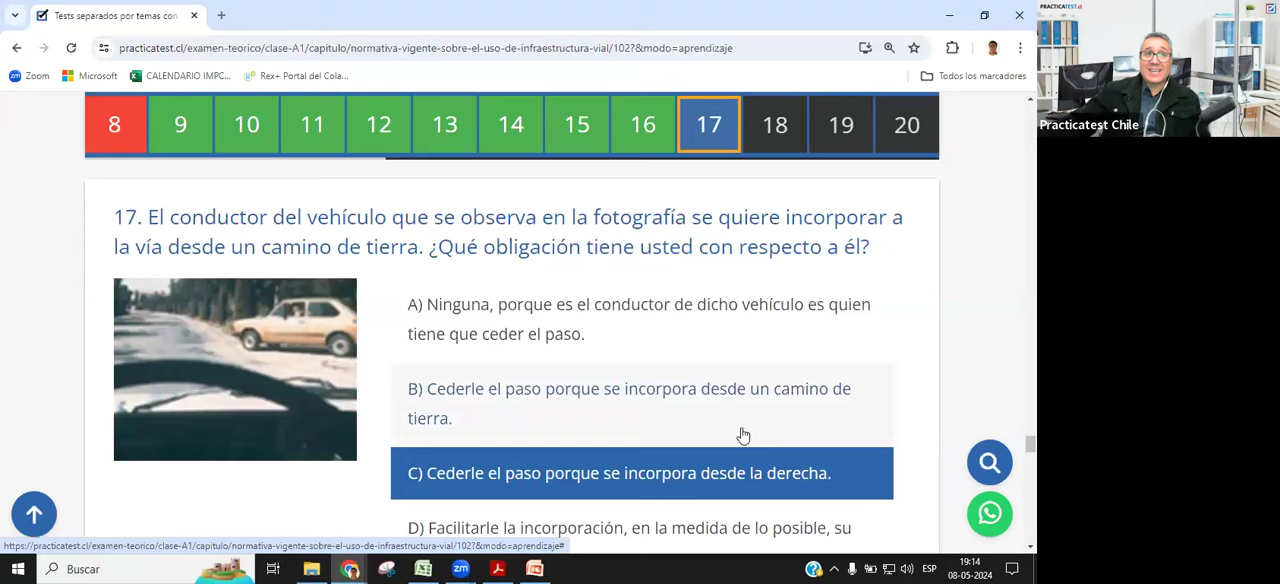 Tests separados por temas con
practicatest.cl/examen-teorico/clase-A1/capitulo/normativa-vigente-sobre-el-uso-de-infraestructura-vial/102?&modo=aprendizaje
Zoom
Microsoft
CALENDARIO IMPC...
Rex+ Portal del Cola...
Todos los marcadores
PRACTICATEST.cl
Practicatest Chile
8 9 10 11 12 13 14 15 16 17 18 19 20
17. El conductor del vehículo que se observa en la fotografía se quiere incorporar a
la vía desde un camino de tierra. ¿Qué obligación tiene usted con respecto a él?
A) Ninguna, porque es el conductor de dicho vehículo es quien
tiene que ceder el paso.
B) Cederle el paso porque se incorpora desde un camino de
tierra.
C) Cederle el paso porque se incorpora desde la derecha.
D) Facilitarle la incorporación, en la medida de lo posible, su
https://practicatest.cl/examen-teorico/clase-A1/capitulo/normativa-vigente-sobre-el-uso-de-infraestructura-vial/102?&modo=aprendizaje#
Buscar
zm
ESP
19:14
08-05-2024